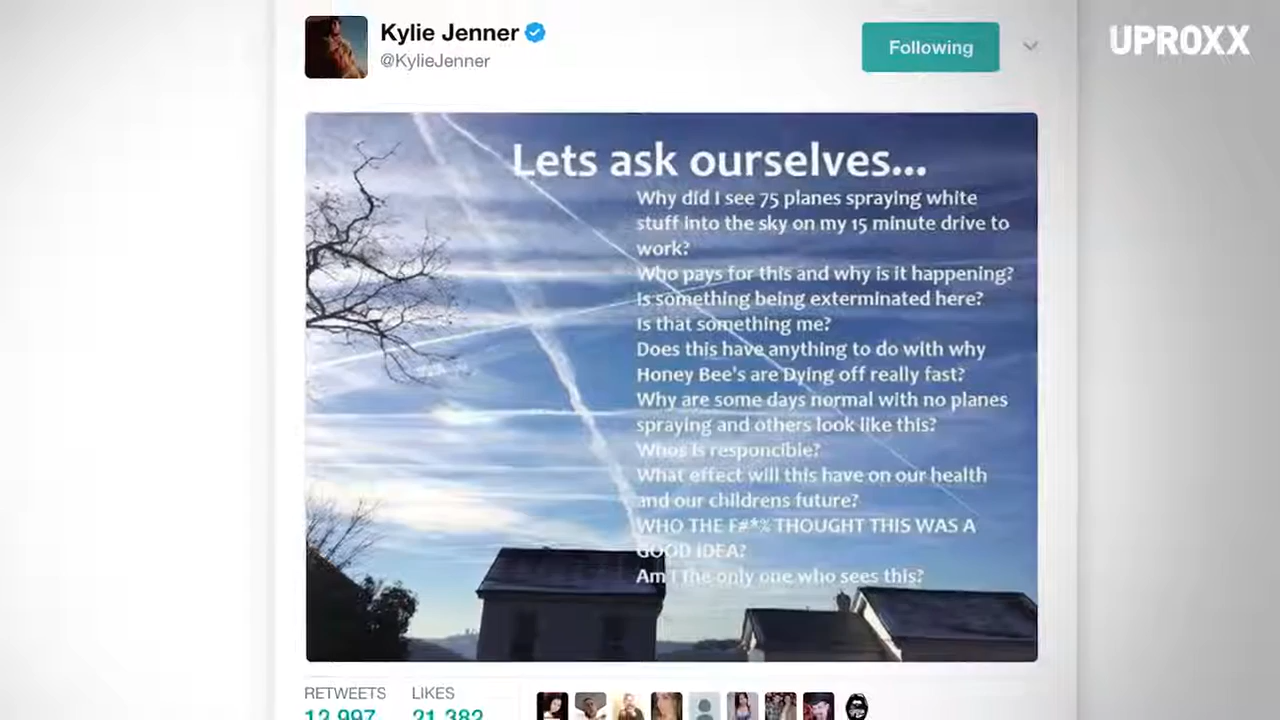 Kylie Jenner
@KylieJenner
Following
UPROXX
Lets ask ourselves...
Why did I see 75 planes spraying white
stuff into the sky on my 15 minute drive to
work?
Who pays for this and why is it happening?
Is something being exterminated here?
Is that something me?
Does this have anything to do with why
Honey Bee's are Dying off really fast?
Why are some days normal with no planes
spraying and others look like this?
Whos is responcible?
What effect will this have on our health
and our childrens future?
WHO THE F#*% THOUGHT THIS WAS A
GOOD IDEA?
Am I the only one who sees this?
RETWEETS LIKES
12,997 21,382